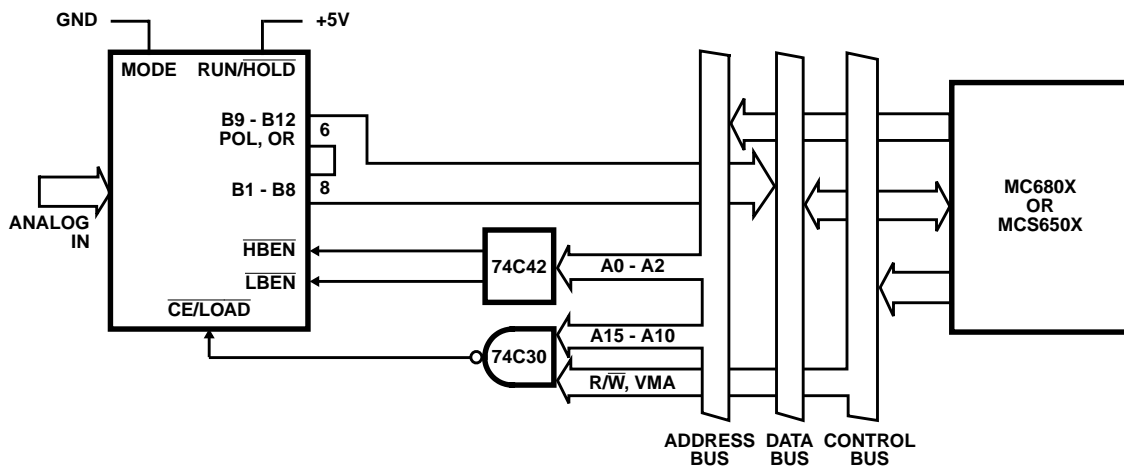 GND
+5V
MODE
RUN/HOLD
B9 - B12
POL, OR
6
B1 - B8
8
ANALOG
IN
HBEN
LBEN
CE/LOAD
74C42
A0 - A2
74C30
A15 - A10
R/W, VMA
MC680X
OR
MCS650X
ADDRESS
BUS
DATA
BUS
CONTROL
BUS